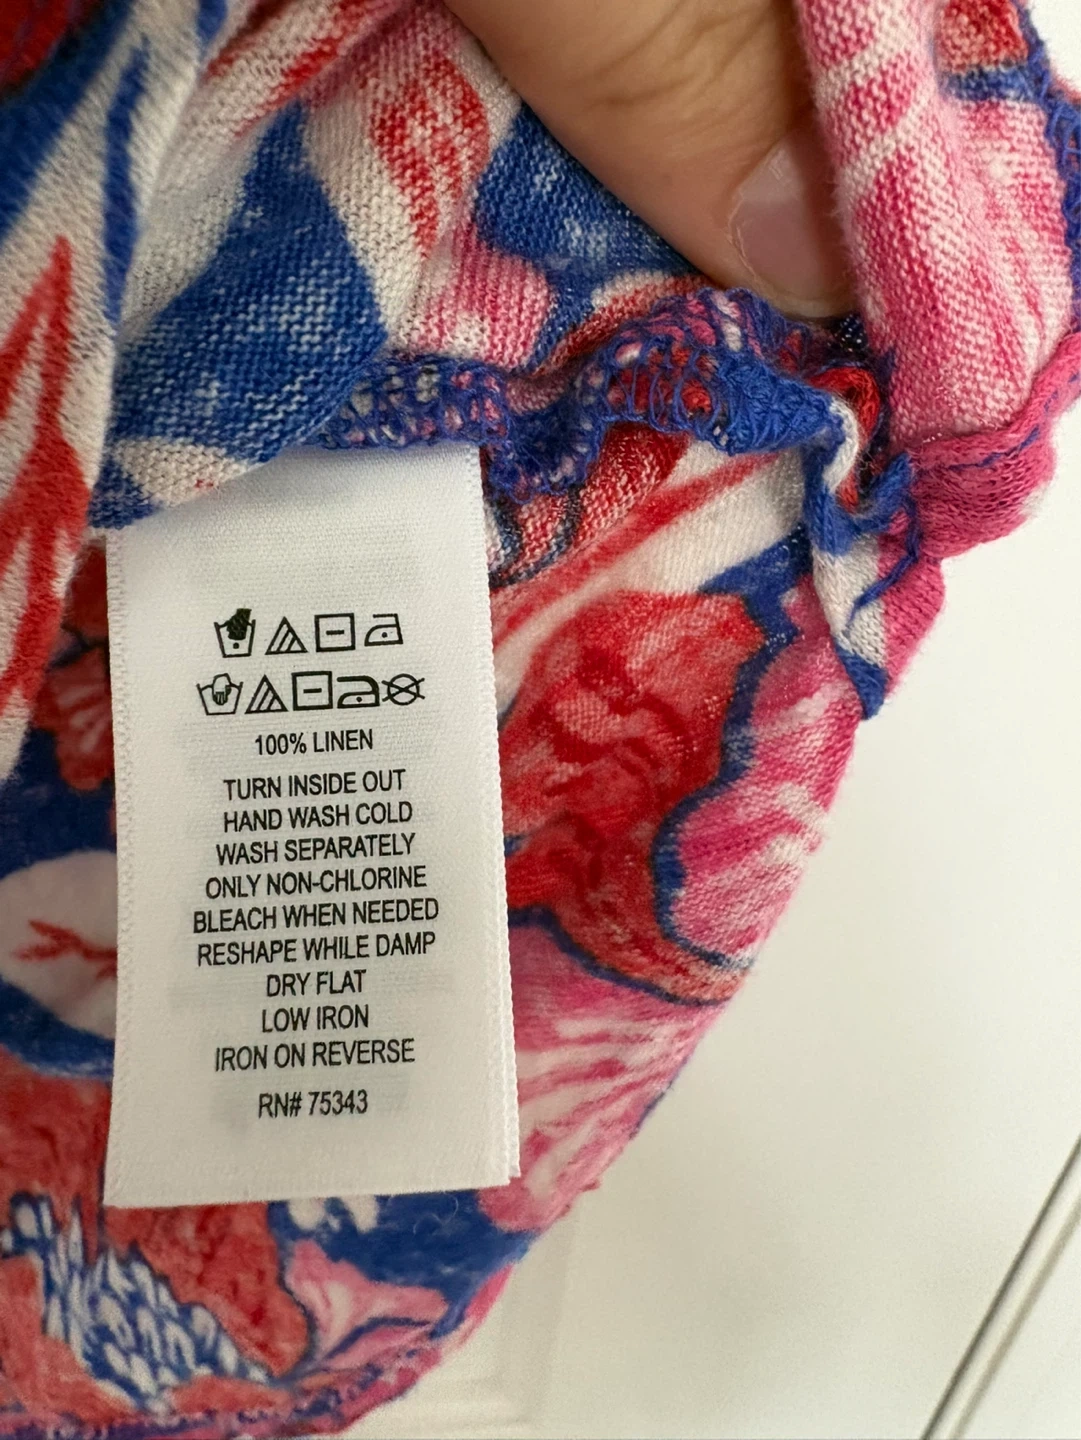 100% LINEN
TURN INSIDE OUT
HAND WASH COLD
WASH SEPARATELY
ONLY NON-CHLORINE
BLEACH WHEN NEEDED
RESHAPE WHILE DAMP
DRY FLAT
LOW IRON
IRON ON REVERSE
RN# 75343